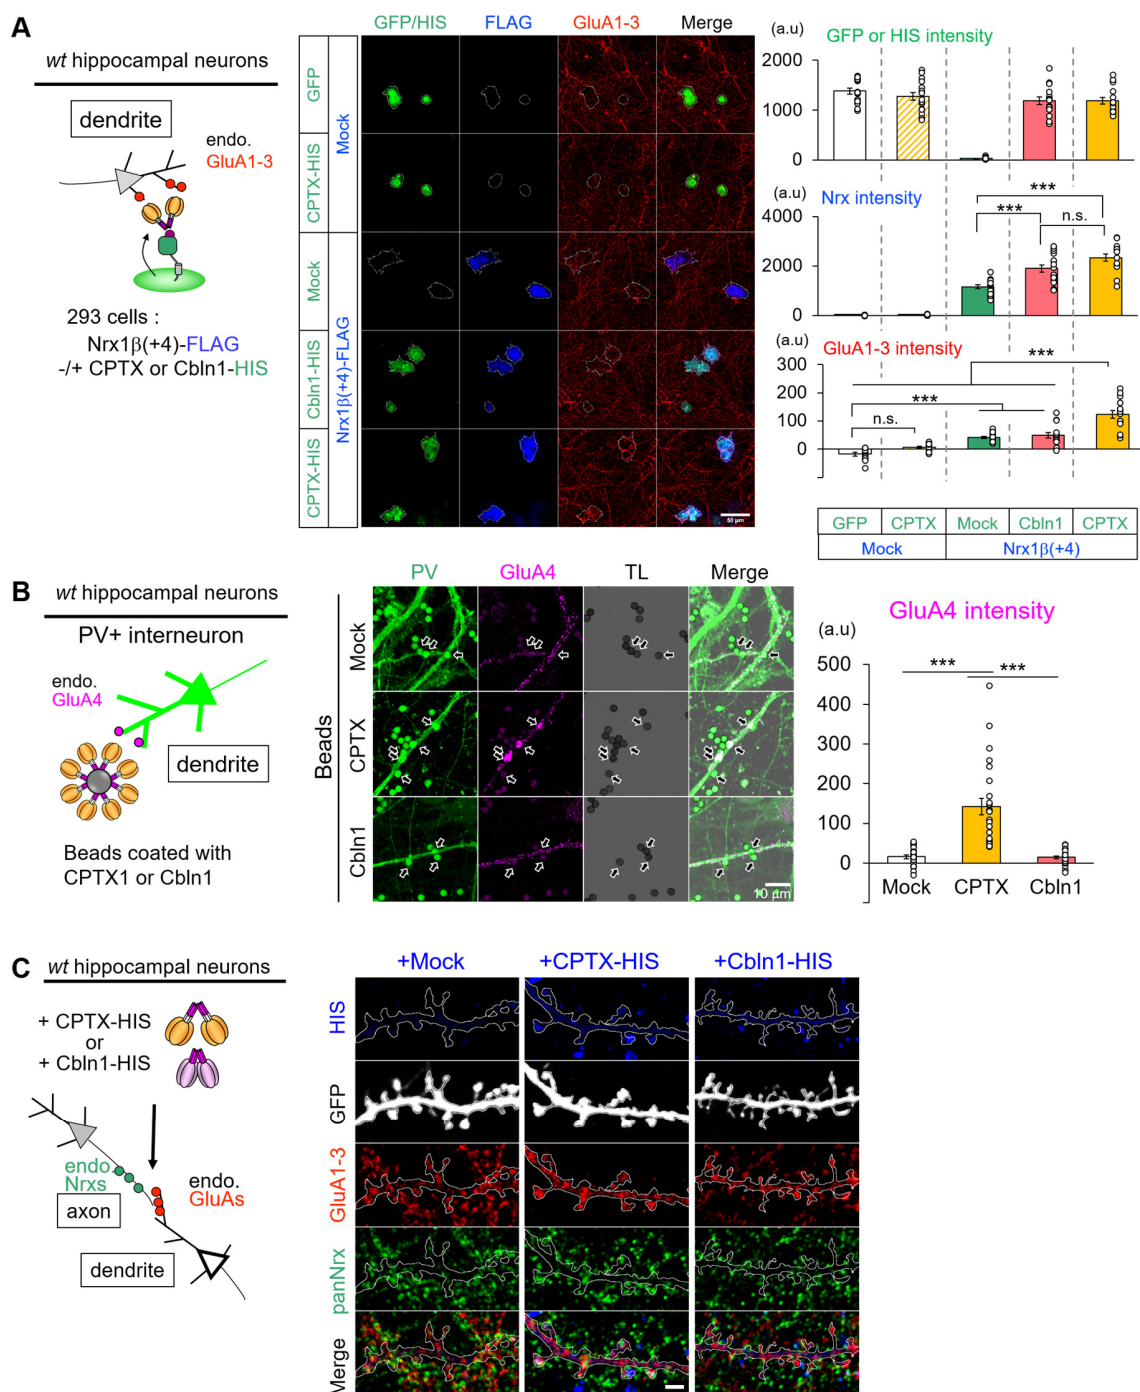 A
wt hippocampal neurons
dendrite
endo.
GluA1-3
293 cells :
Nrx1β(+4)-FLAG
-/+ CPTX or Cbln1-HIS
GFP/HIS FLAG GluA1-3 Merge
Mock
GFP
CPTX-HIS
Nrx1β(+4)-FLAG
Mock
Cbln1-HIS
CPTX-HIS
50 μm
(a.u)
GFP or HIS intensity
2000
1000
0
(a.u)
Nrx intensity
4000
2000
0
***
***
n.s.
(a.u)
GluA1-3 intensity
300
200
100
0
***
***
n.s.
GFP CPTX Mock Cbln1 CPTX
Mock Nrx1β(+4)
B
wt hippocampal neurons
PV+ interneuron
endo.
GluA4
dendrite
Beads coated with
CPTX1 or Cbln1
PV GluA4 TL Merge
Beads
Mock
CPTX
Cbln1
10 μm
GluA4 intensity
(a.u)
500
400
300
200
100
0
*** ***
Mock CPTX Cbln1
C
wt hippocampal neurons
+ CPTX-HIS
or
+ Cbln1-HIS
endo.
Nrxs
axon
endo.
GluAs
dendrite
+Mock +CPTX-HIS +Cbln1-HIS
HIS
GFP
GluA1-3
panNrx
Merge